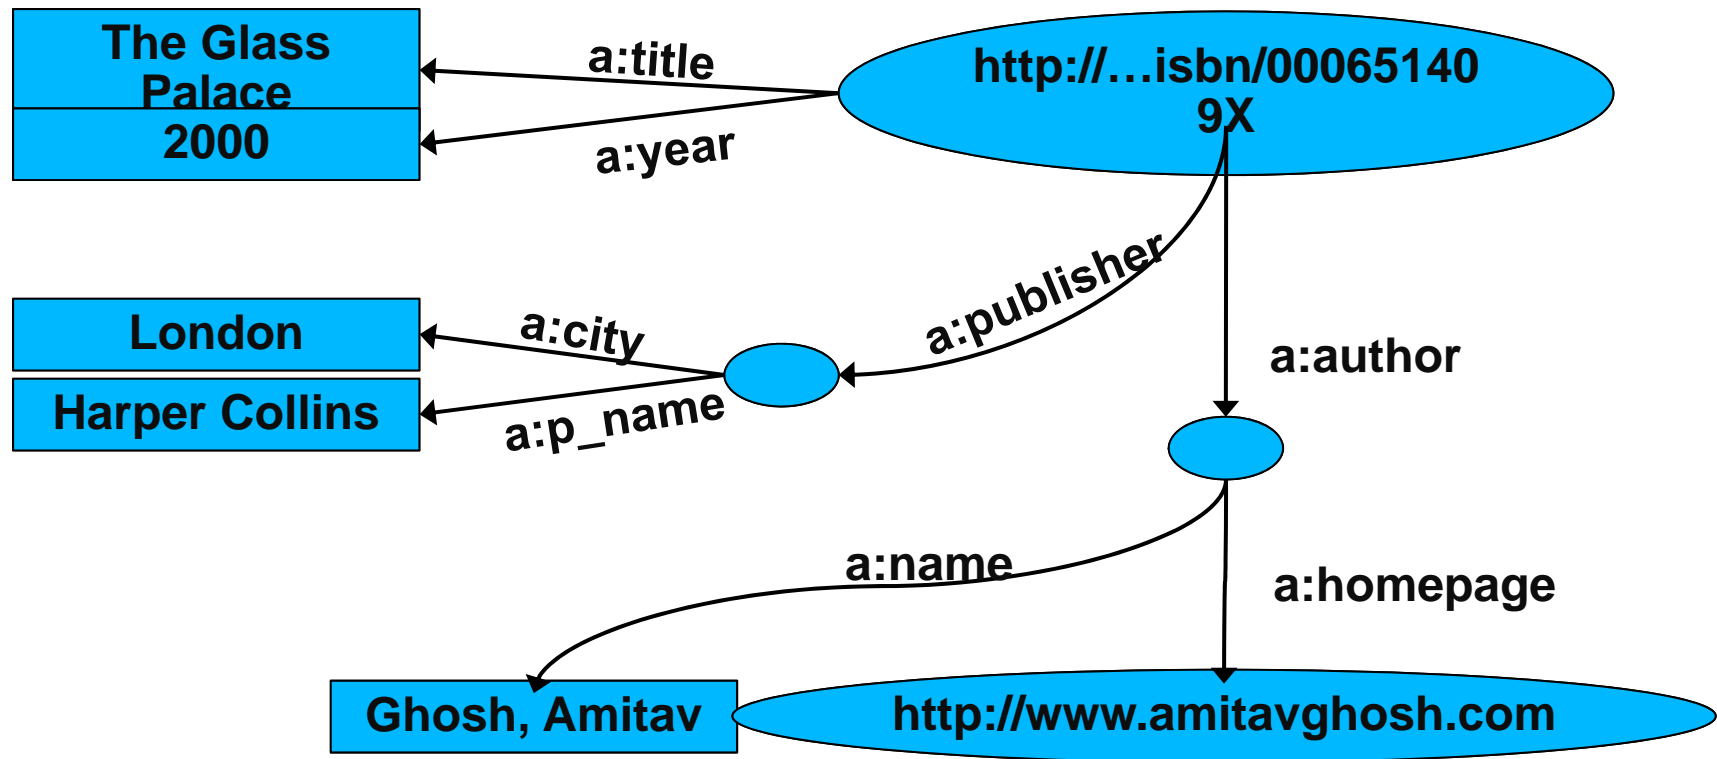 The Glass
Palace
a:title
http://…isbn/00065140
9X
2000
a:year
a:publisher
London
a:city
a:author
Harper Collins
a:p_name
a:name
a:homepage
Ghosh, Amitav
http://www.amitavghosh.com